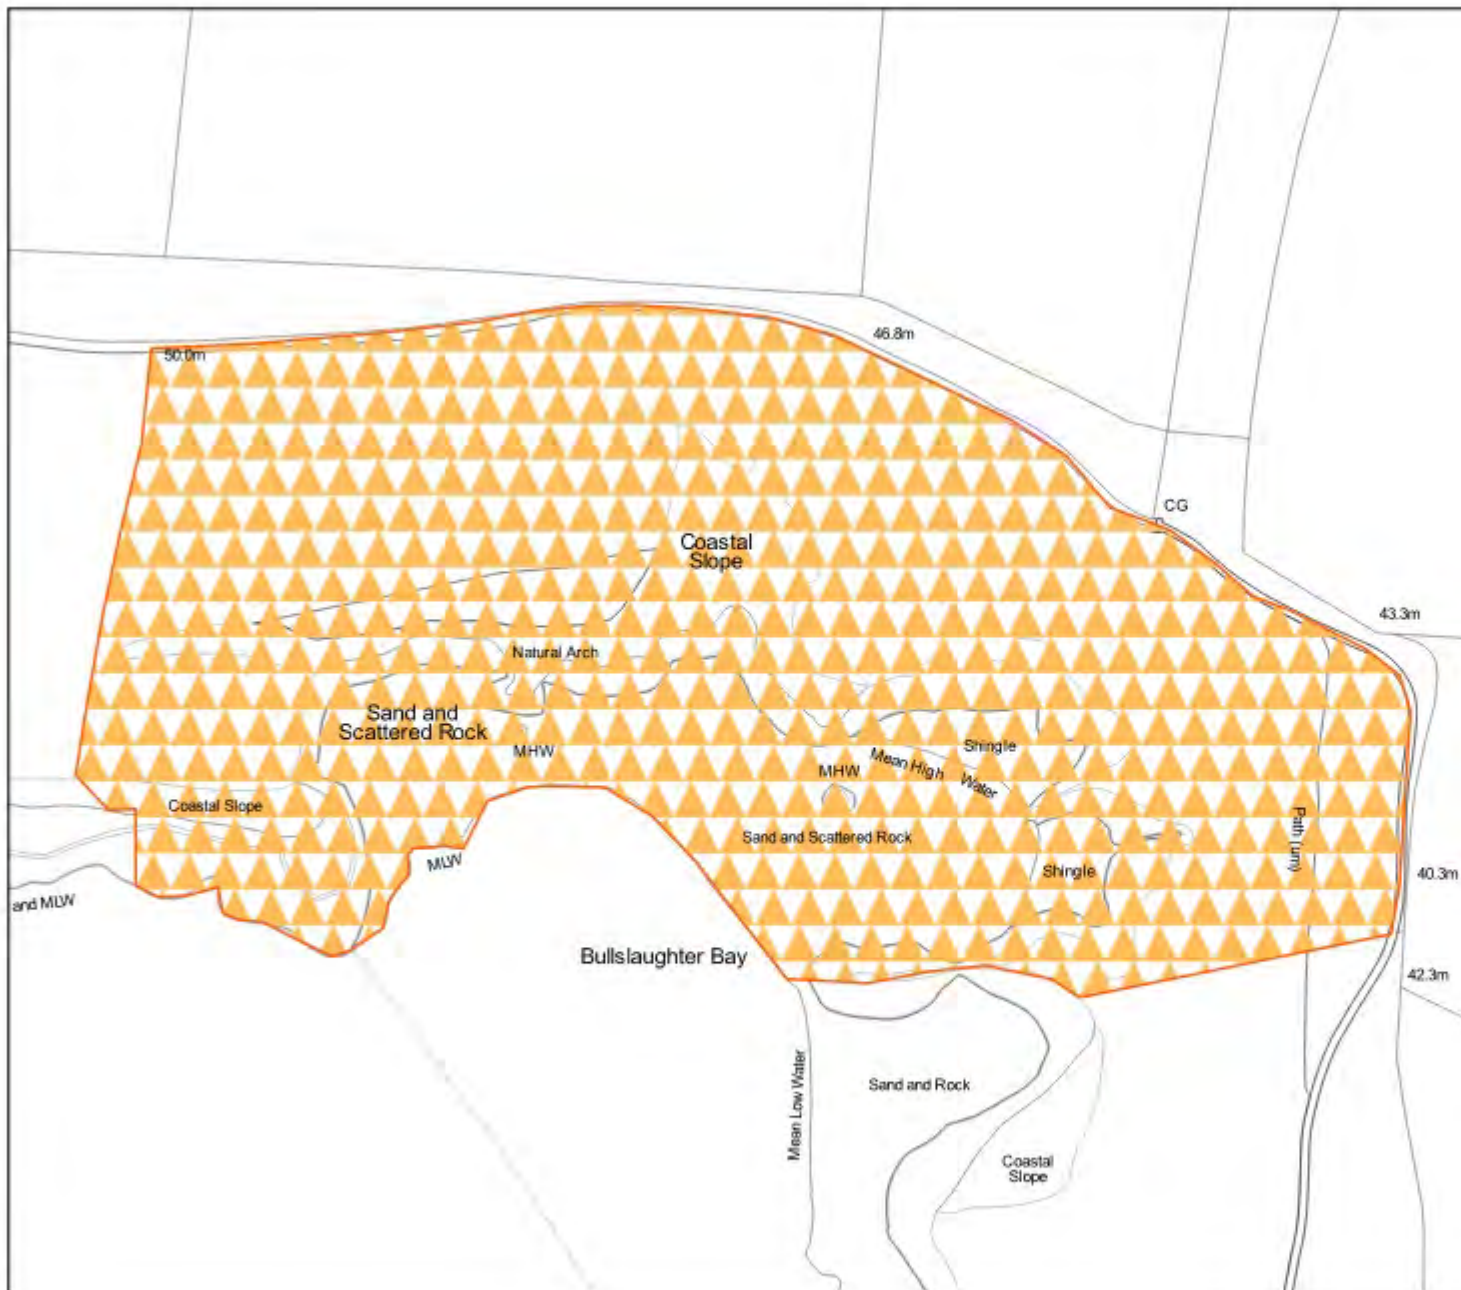 46.8m
50.0m
CG
Coastal
Slope
43.3m
Natural Arch
Sand and
Scattered Rock
MHW
Shingle
Mean High Water
MHW
Coastal Slope
Sand and Scattered Rock
Path (um)
MLW
Shingle
40.3m
and MLW
Bullslaughter Bay
42.3m
Mean Low Water
Sand and Rock
Coastal
Slope